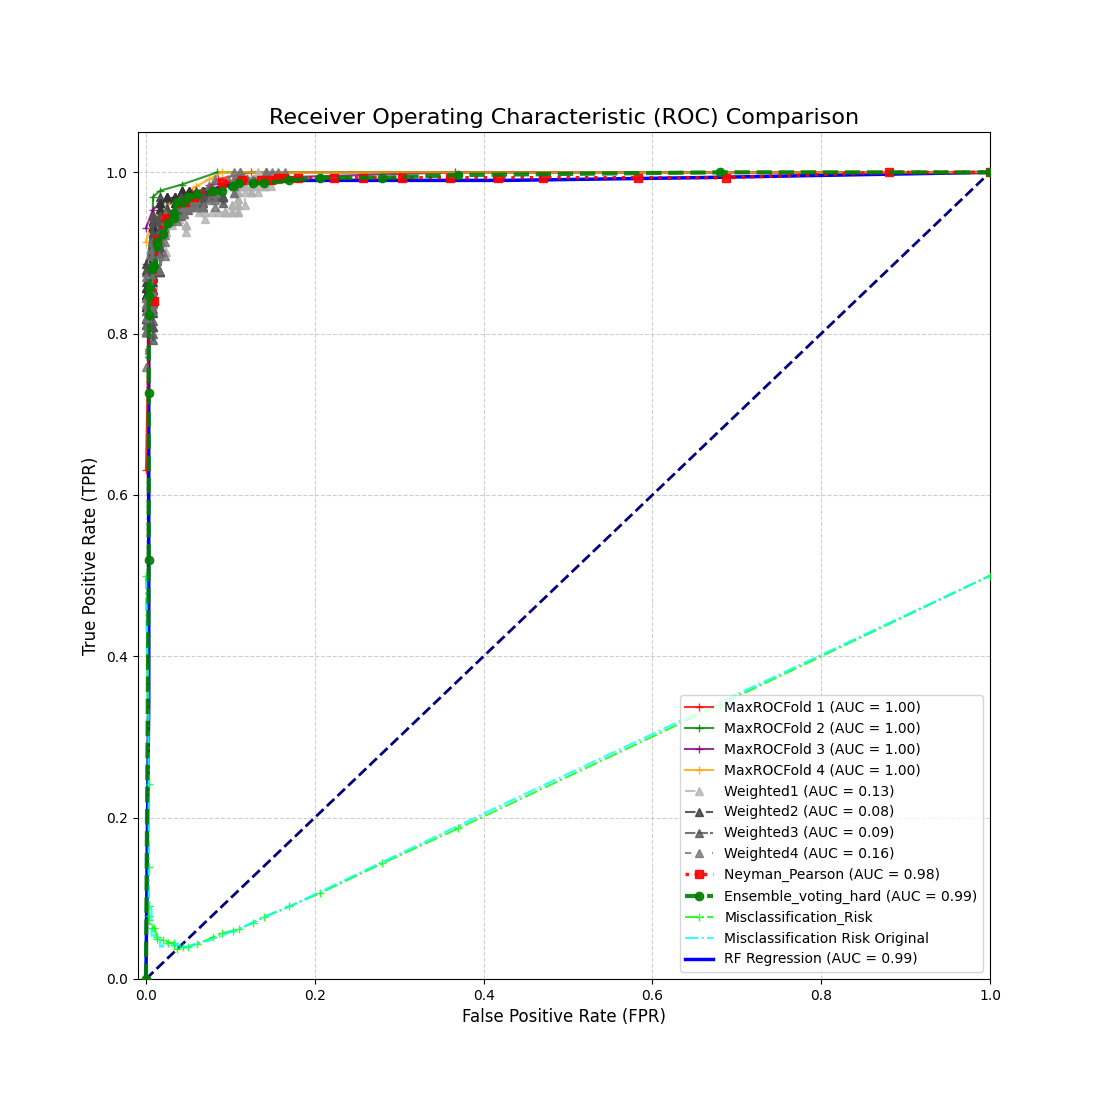 Receiver Operating Characteristic (ROC) Comparison
True Positive Rate (TPR)
1.0
0.8
0.6
0.4
0.2
0.0
MaxROCFold 1 (AUC = 1.00)
MaxROCFold 2 (AUC = 1.00)
MaxROCFold 3 (AUC = 1.00)
MaxROCFold 4 (AUC = 1.00)
Weighted1 (AUC = 0.13)
Weighted2 (AUC = 0.08)
Weighted3 (AUC = 0.09)
Weighted4 (AUC = 0.16)
Neyman_Pearson (AUC = 0.98)
Ensemble_voting_hard (AUC = 0.99)
Misclassification_Risk
Misclassification Risk Original
RF Regression (AUC = 0.99)
0.0 0.2 0.4 0.6 0.8 1.0
False Positive Rate (FPR)